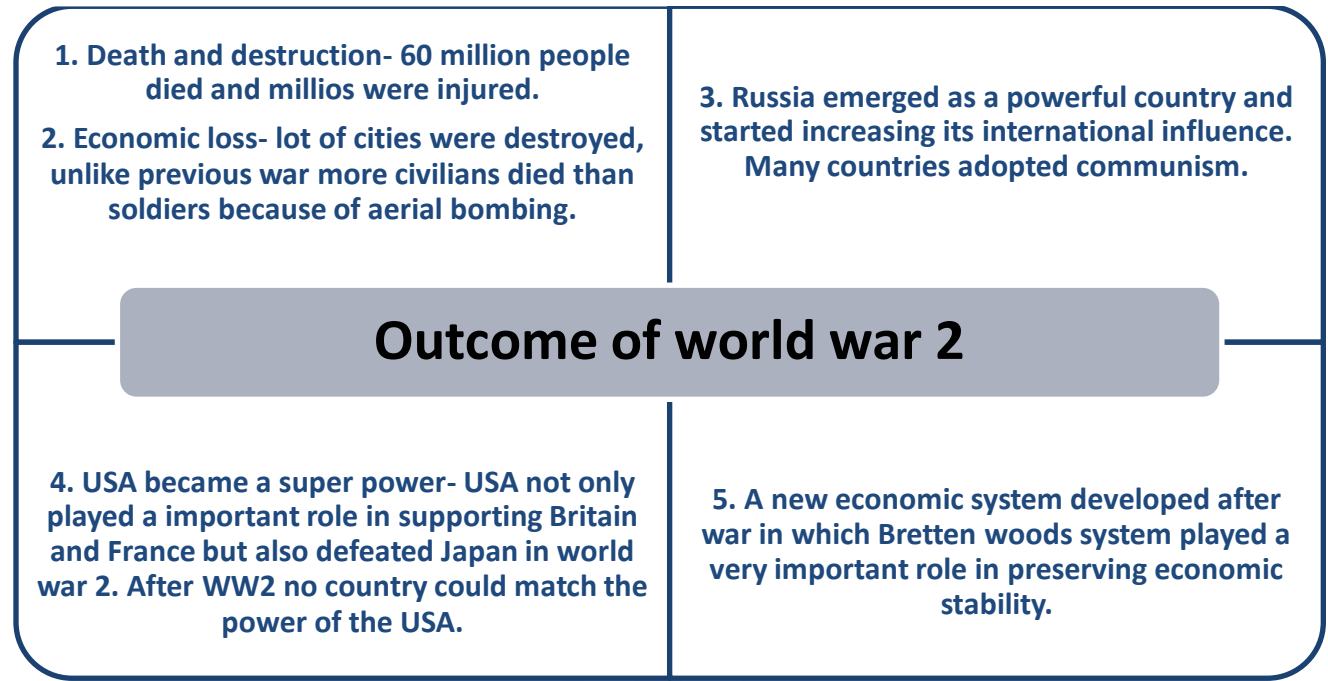 1. Death and destruction- 60 million people
died and millios were injured.
2. Economic loss- lot of cities were destroyed,
unlike previous war more civilians died than
soldiers because of aerial bombing.
3. Russia emerged as a powerful country and
started increasing its international influence.
Many countries adopted communism.
Outcome of world war 2
4. USA became a super power- USA not only
played a important role in supporting Britain
and France but also defeated Japan in world
war 2. After WW2 no country could match the
power of the USA.
5. A new economic system developed after
war in which Bretten woods system played a
very important role in preserving economic
stability.